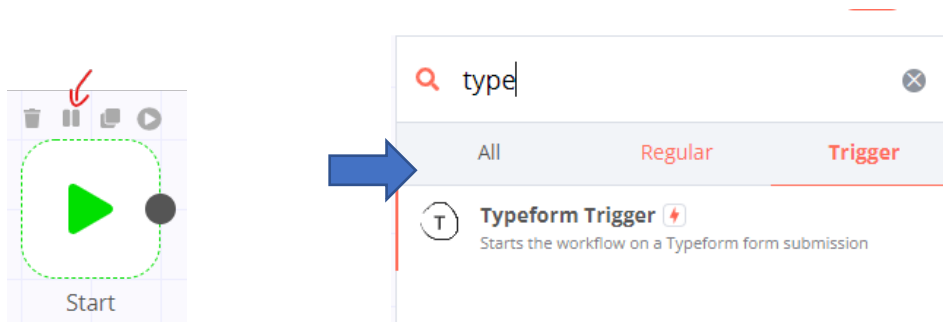 Start
type
All Regular Trigger
T Typeform Trigger
Starts the workflow on a Typeform form submission